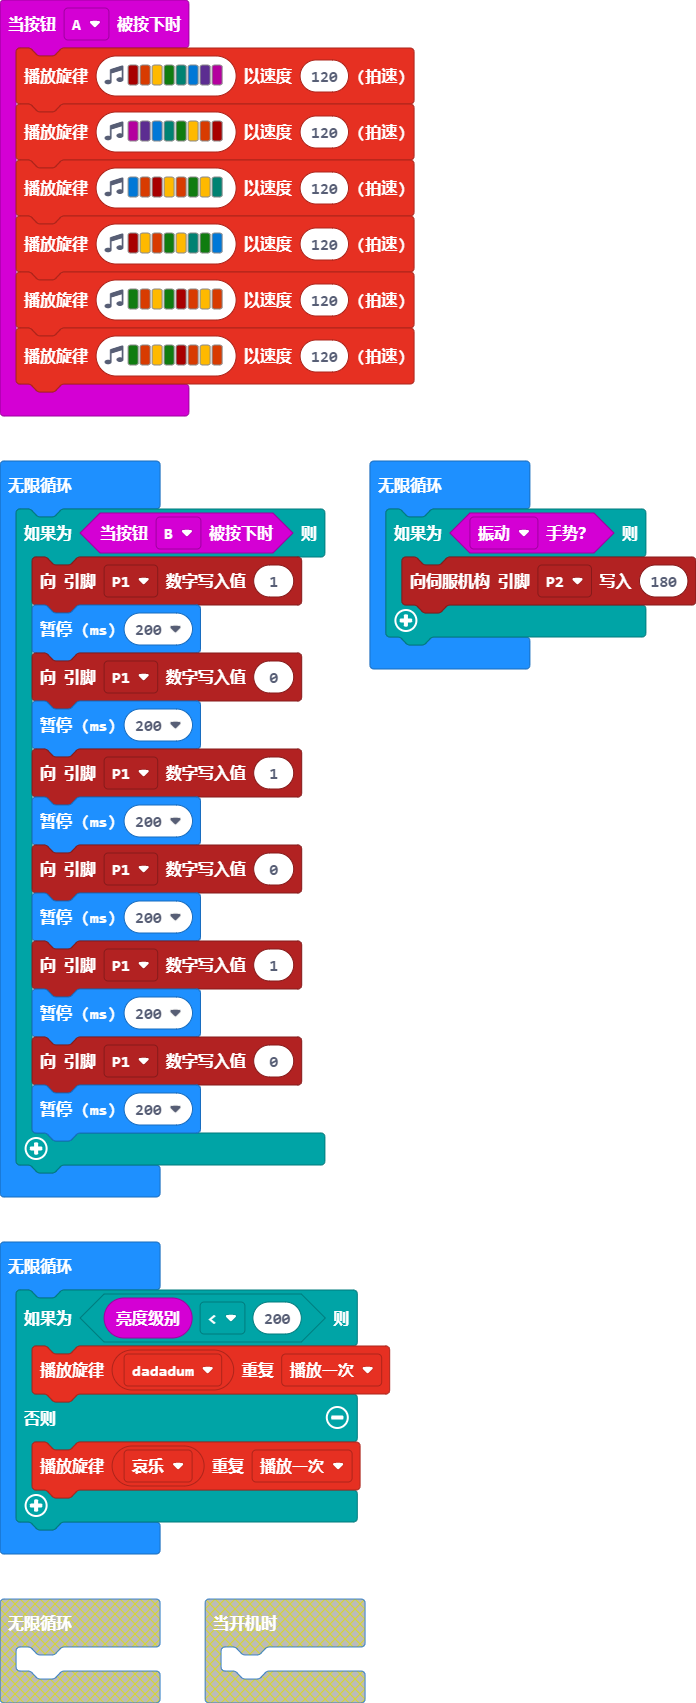 当按钮 A 被按下时
播放旋律 以速度 120 (拍速)
播放旋律 以速度 120 (拍速)
播放旋律 以速度 120 (拍速)
播放旋律 以速度 120 (拍速)
播放旋律 以速度 120 (拍速)
播放旋律 以速度 120 (拍速)
无限循环
如果为 当按钮 B 被按下时 则
向 引脚 P1 数字写入值 1
暂停 (ms) 200
向 引脚 P1 数字写入值 0
暂停 (ms) 200
向 引脚 P1 数字写入值 1
暂停 (ms) 200
向 引脚 P1 数字写入值 0
暂停 (ms) 200
向 引脚 P1 数字写入值 1
暂停 (ms) 200
向 引脚 P1 数字写入值 0
暂停 (ms) 200
无限循环
如果为 振动 手势? 则
向伺服机构 引脚 P2 写入 180
无限循环
如果为 亮度级别 < 200 则
播放旋律 dadadum 重复 播放一次
否则
播放旋律 哀乐 重复 播放一次
无限循环
当开机时